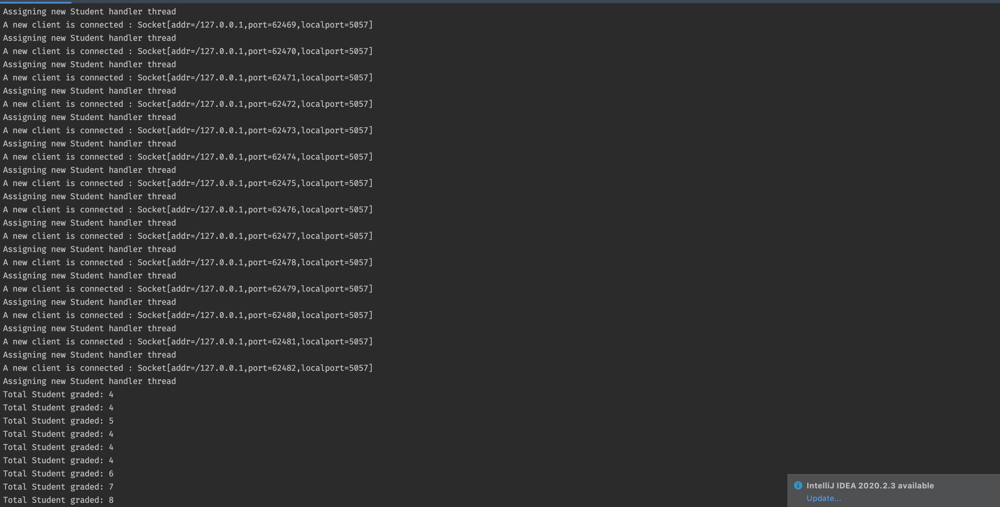 Assigning new Student handler thread
A new client is connected : Socket[addr=/127.0.0.1,port=62469,localport=5057]
Assigning new Student handler thread
A new client is connected : Socket[addr=/127.0.0.1,port=62470,localport=5057]
Assigning new Student handler thread
A new client is connected : Socket[addr=/127.0.0.1,port=62471,localport=5057]
Assigning new Student handler thread
A new client is connected : Socket[addr=/127.0.0.1,port=62472,localport=5057]
Assigning new Student handler thread
A new client is connected : Socket[addr=/127.0.0.1,port=62473,localport=5057]
Assigning new Student handler thread
A new client is connected : Socket[addr=/127.0.0.1,port=62474,localport=5057]
Assigning new Student handler thread
A new client is connected : Socket[addr=/127.0.0.1,port=62475,localport=5057]
Assigning new Student handler thread
A new client is connected : Socket[addr=/127.0.0.1,port=62476,localport=5057]
Assigning new Student handler thread
A new client is connected : Socket[addr=/127.0.0.1,port=62477,localport=5057]
Assigning new Student handler thread
A new client is connected : Socket[addr=/127.0.0.1,port=62478,localport=5057]
Assigning new Student handler thread
A new client is connected : Socket[addr=/127.0.0.1,port=62479,localport=5057]
Assigning new Student handler thread
A new client is connected : Socket[addr=/127.0.0.1,port=62480,localport=5057]
Assigning new Student handler thread
A new client is connected : Socket[addr=/127.0.0.1,port=62481,localport=5057]
Assigning new Student handler thread
A new client is connected : Socket[addr=/127.0.0.1,port=62482,localport=5057]
Assigning new Student handler thread
Total Student graded: 4
Total Student graded: 4
Total Student graded: 5
Total Student graded: 4
Total Student graded: 4
Total Student graded: 4
Total Student graded: 6
Total Student graded: 7
Total Student graded: 8
IntelliJ IDEA 2020.2.3 available
Update...